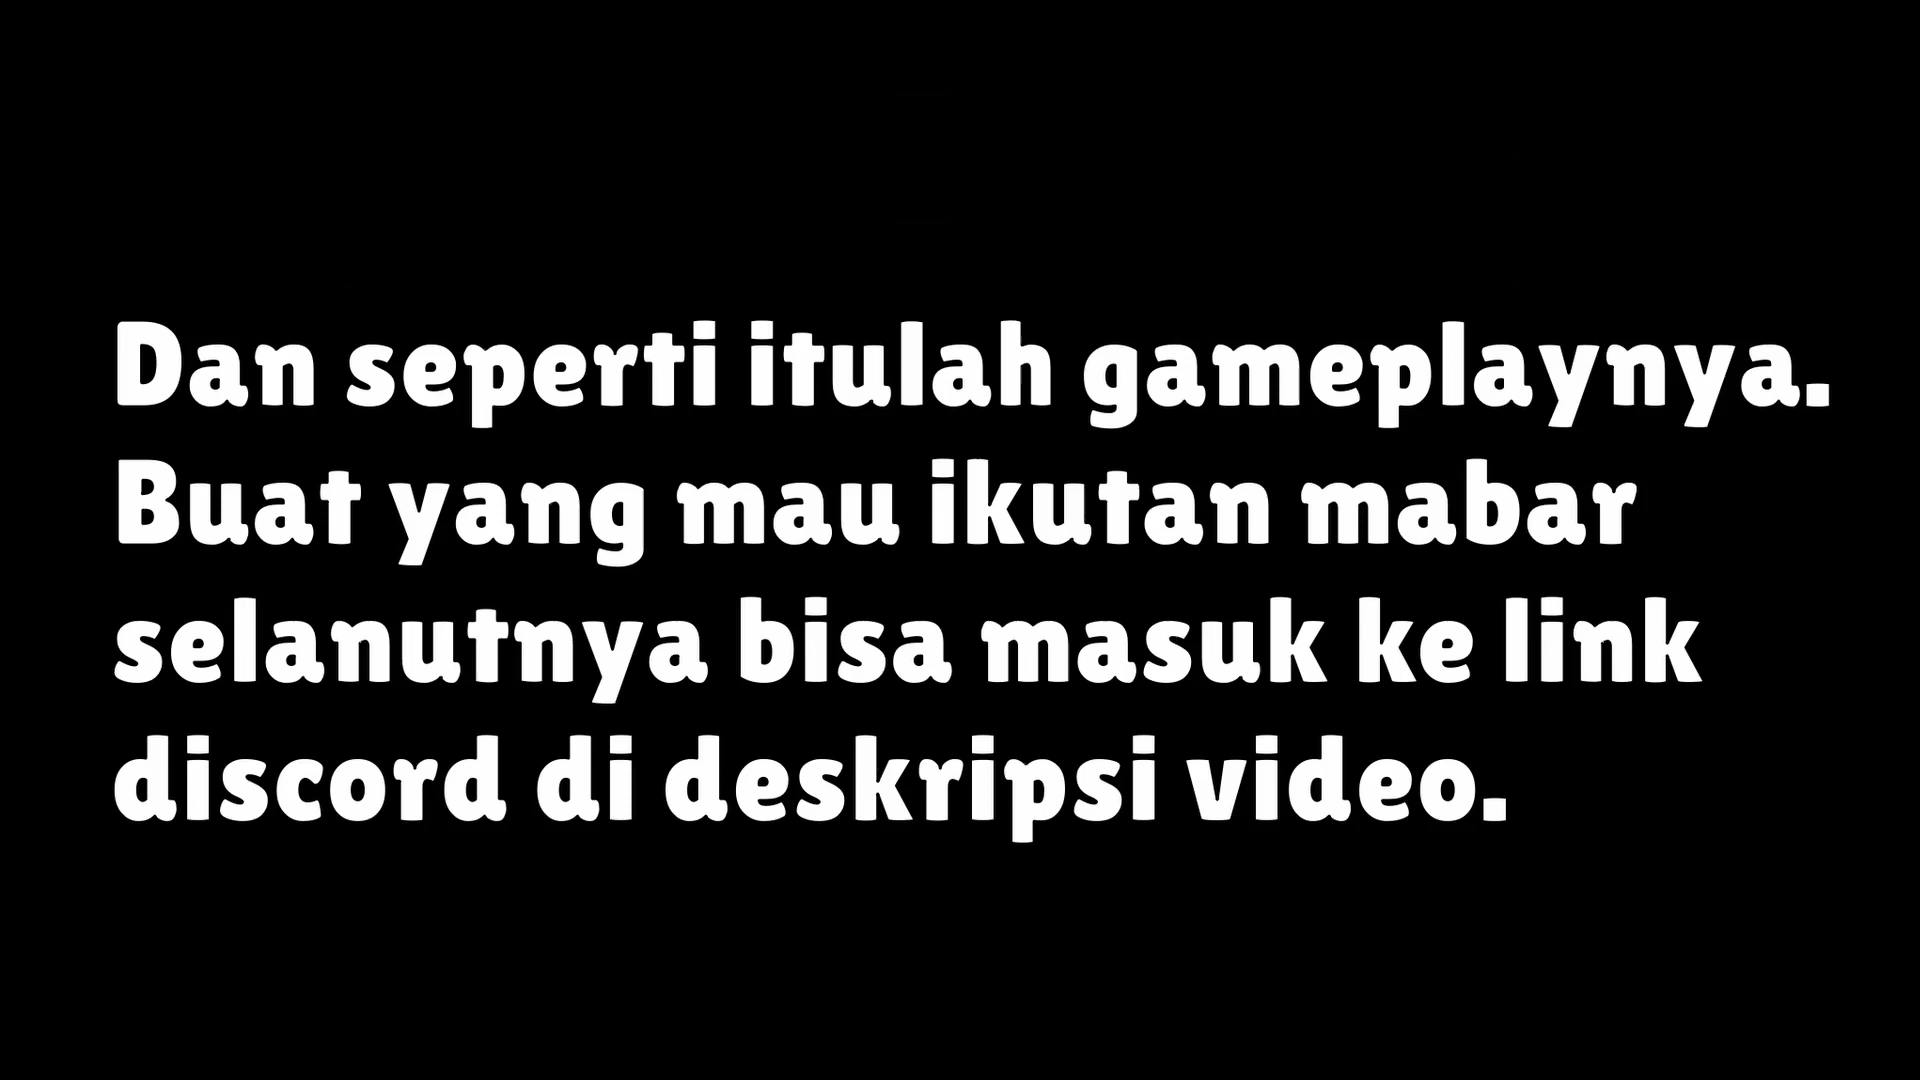 Dan seperti itulah gameplaynya.
Buat yang mau ikutan mabar
selanutnya bisa masuk ke link
discord di deskripsi video.